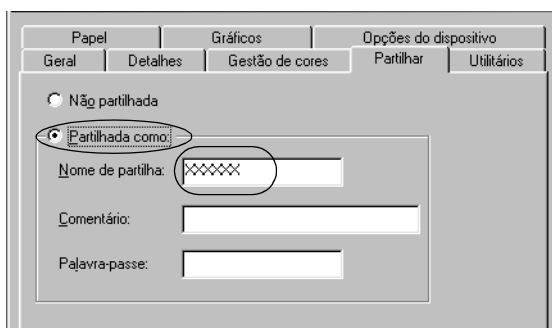 Papel Gráficos Opções do dispositivo
Geral Detalhes Gestão de cores Partilhar Utilitários
Não partilhada
Partilhada como:
Nome de partilha: XXXXXX
Comentário:
Palavra-passe: